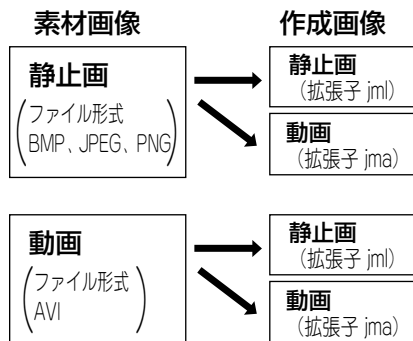 素材画像
作成画像
静止画
(ファイル形式
BMP、JPEG、PNG)
静止画
(拡張子 jml)
動画
(拡張子 jma)
動画
(ファイル形式
AVI)
静止画
(拡張子 jml)
動画
(拡張子 jma)